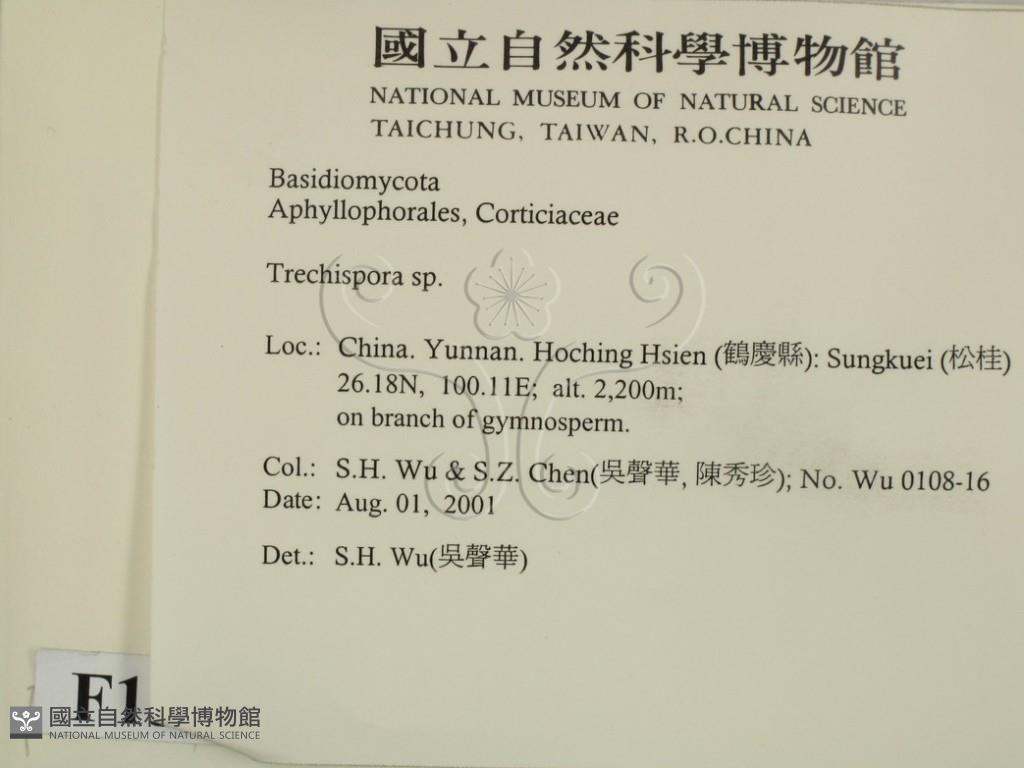 國立自然科學博物館
NATIONAL MUSEUM OF NATURAL SCIENCE
TAICHUNG, TAIWAN, R.O.CHINA
Basidiomycota
Aphyllophorales, Corticiaceae
Trechispora sp.
Loc.: China. Yunnan. Hoching Hsien (鶴慶縣): Sungkuei (松桂)
26.18N, 100.11E; alt. 2,200m;
on branch of gymnosperm.
Col.: S.H. Wu & S.Z. Chen(吳聲華, 陳秀珍); No. Wu 0108-16
Date: Aug. 01, 2001
Det.: S.H. Wu(吳聲華)
F1
國立自然科學博物館
NATIONAL MUSEUM OF NATURAL SCIENCE